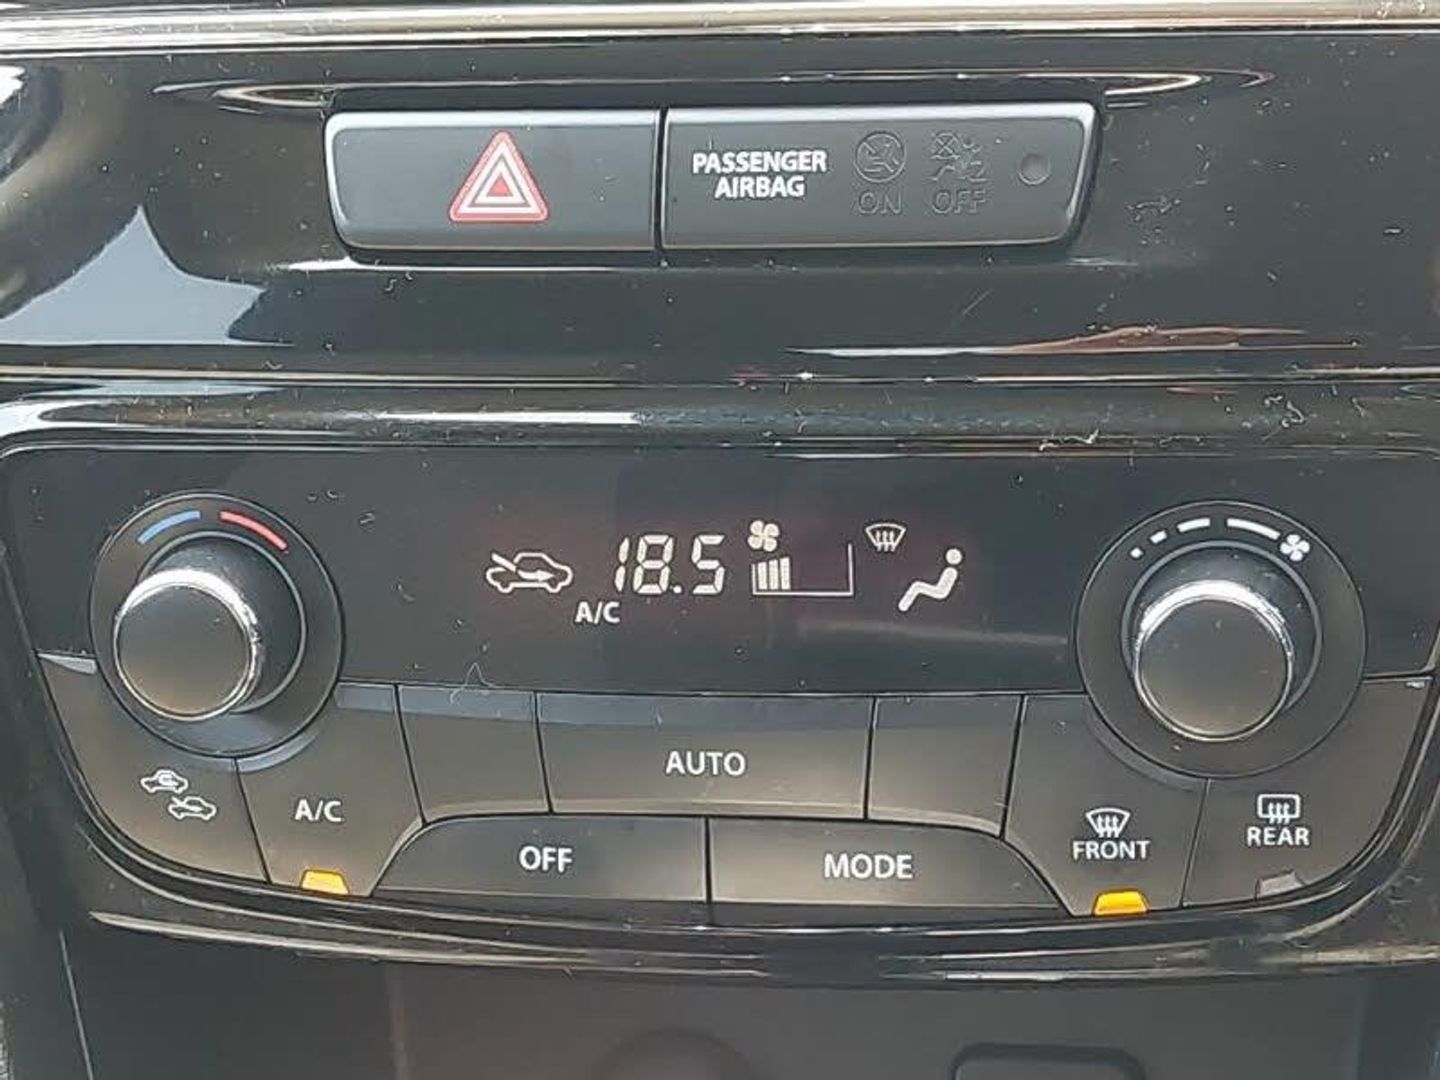 PASSENGER
AIRBAG
ON OFF
18.5
A/C
AUTO
A/C
FRONT
REAR
OFF
MODE